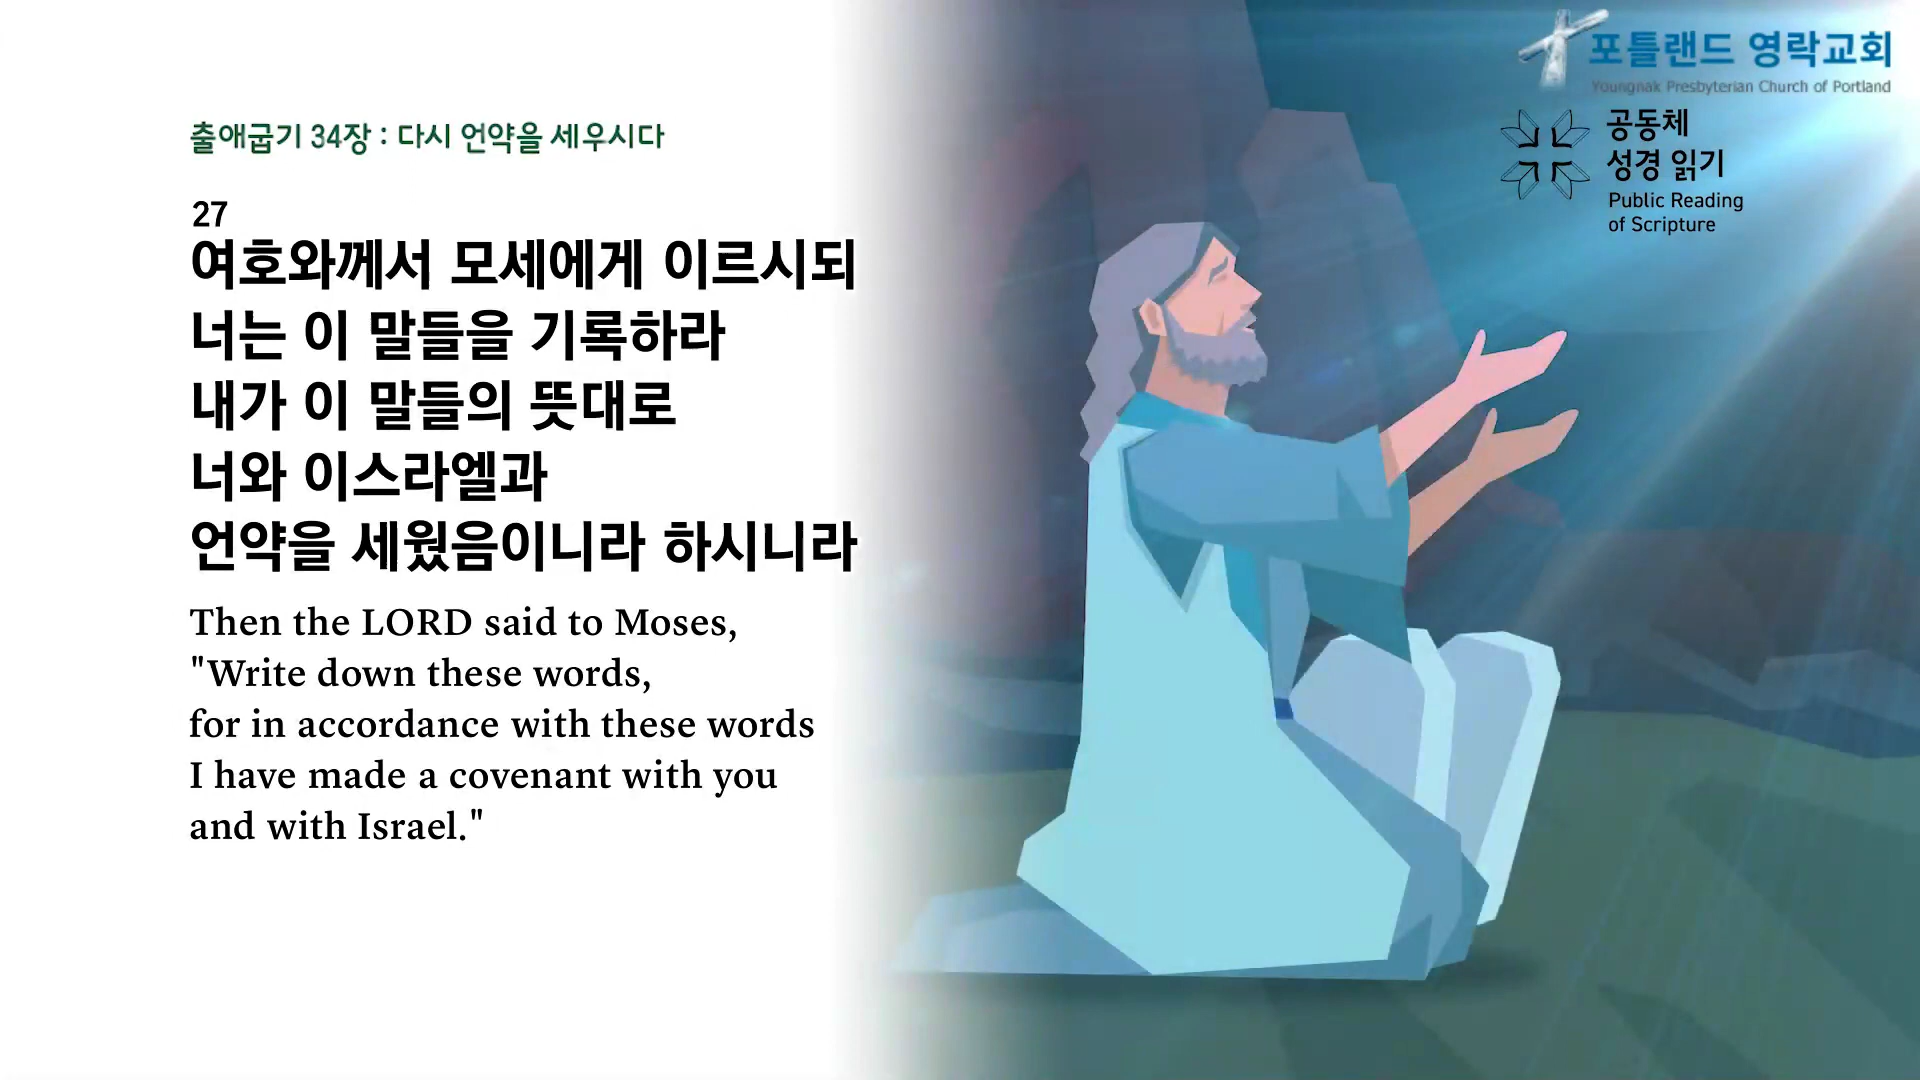 포틀랜드 영락교회
Youngnak Presbyterian Church of Portland
공동체
성경 읽기
Public Reading
of Scripture
출애굽기 34장 : 다시 언약을 세우시다
27
여호와께서 모세에게 이르시되
너는 이 말들을 기록하라
내가 이 말들의 뜻대로
너와 이스라엘과
언약을 세웠음이니라 하시니라
Then the LORD said to Moses,
"Write down these words,
for in accordance with these words
I have made a covenant with you
and with Israel."